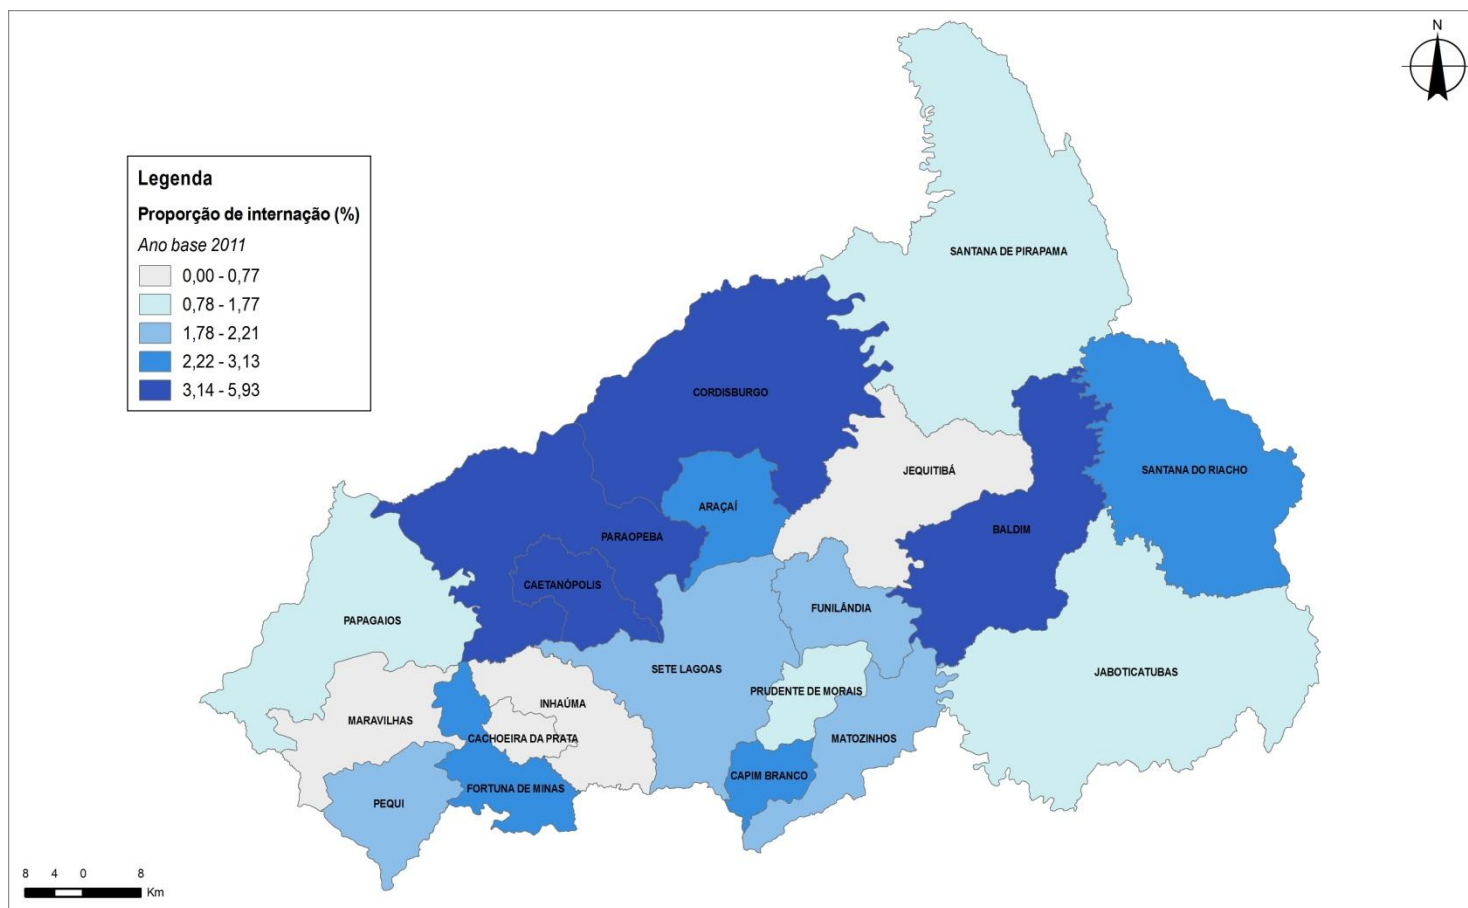 N
Legenda
Proporção de internação (%)
Ano base 2011
0,00 - 0,77
0,78 - 1,77
1,78 - 2,21
2,22 - 3,13
3,14 - 5,93
SANTANA DE PIRAPAMA
CORDISBURGO
JEQUITIBÁ
SANTANA DO RIACHO
ARAÇAÍ
BALDIM
PARAOPEBA
CAETANÓPOLIS
FUNILÂNDIA
PAPAGAIOS
SETE LAGOAS
JABOTICATUBAS
PRUDENTE DE MORAIS
INHAÚMA
MARAVILHAS
CACHOEIRA DA PRATA
MATOZINHOS
CAPIM BRANCO
FORTUNA DE MINAS
PEQUI
8 4 0 8
Km